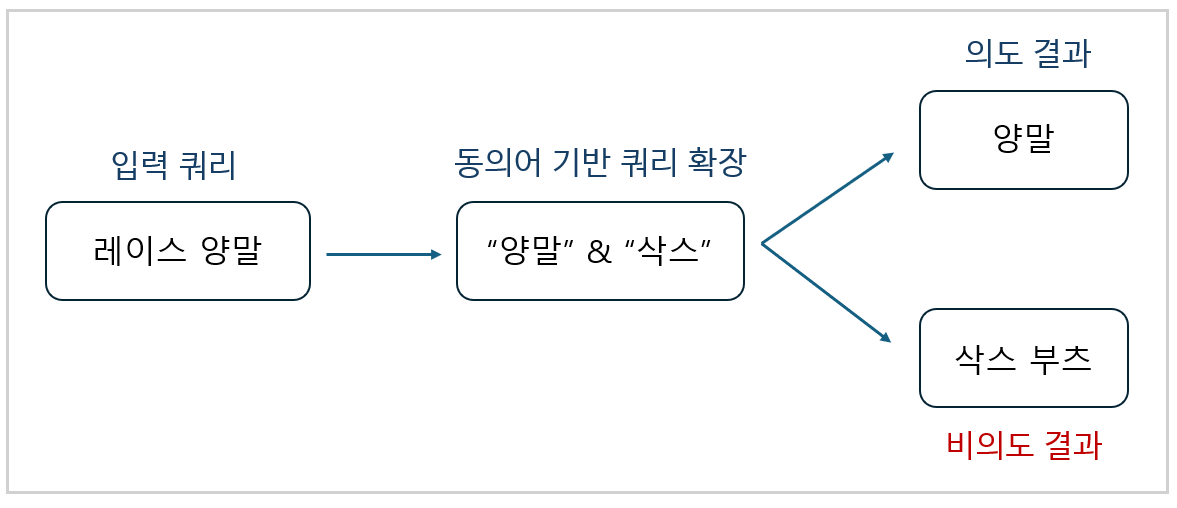 입력 쿼리
레이스 양말
동의어 기반 쿼리 확장
“양말” & “삭스”
의도 결과
양말
삭스 부츠
비의도 결과